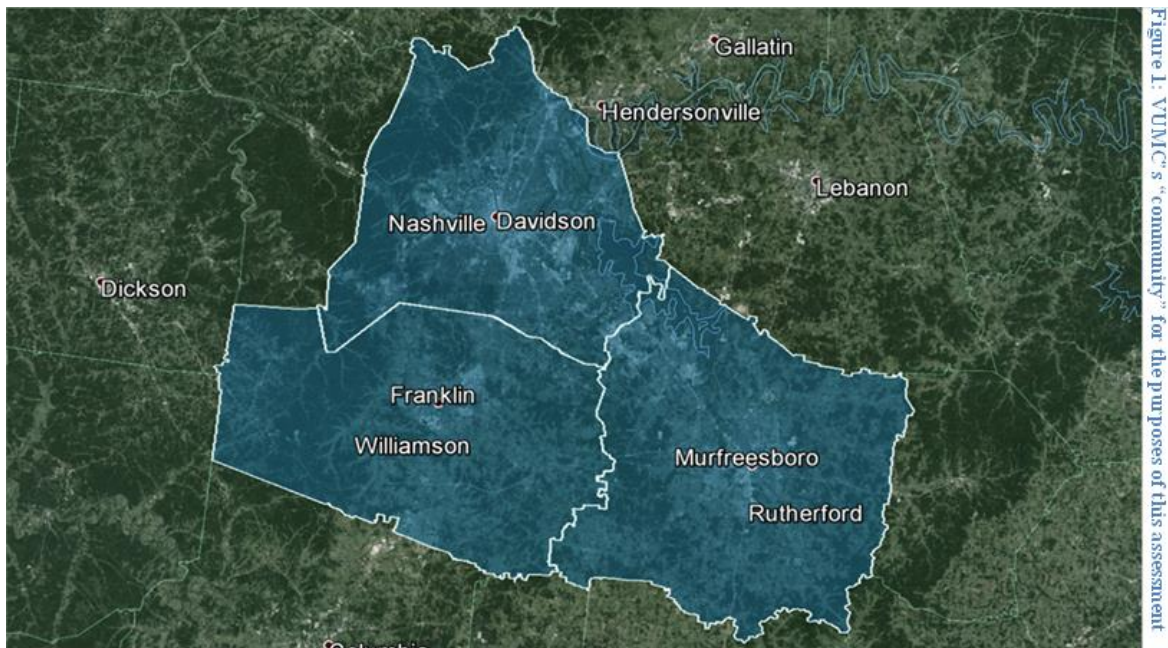 Gallatin
Hendersonville
Lebanon
Nashville
Davidson
Dickson
Franklin
Williamson
Murfreesboro
Rutherford
Columbia
Figure 1: VUMC's "community" for the purposes of this assessment